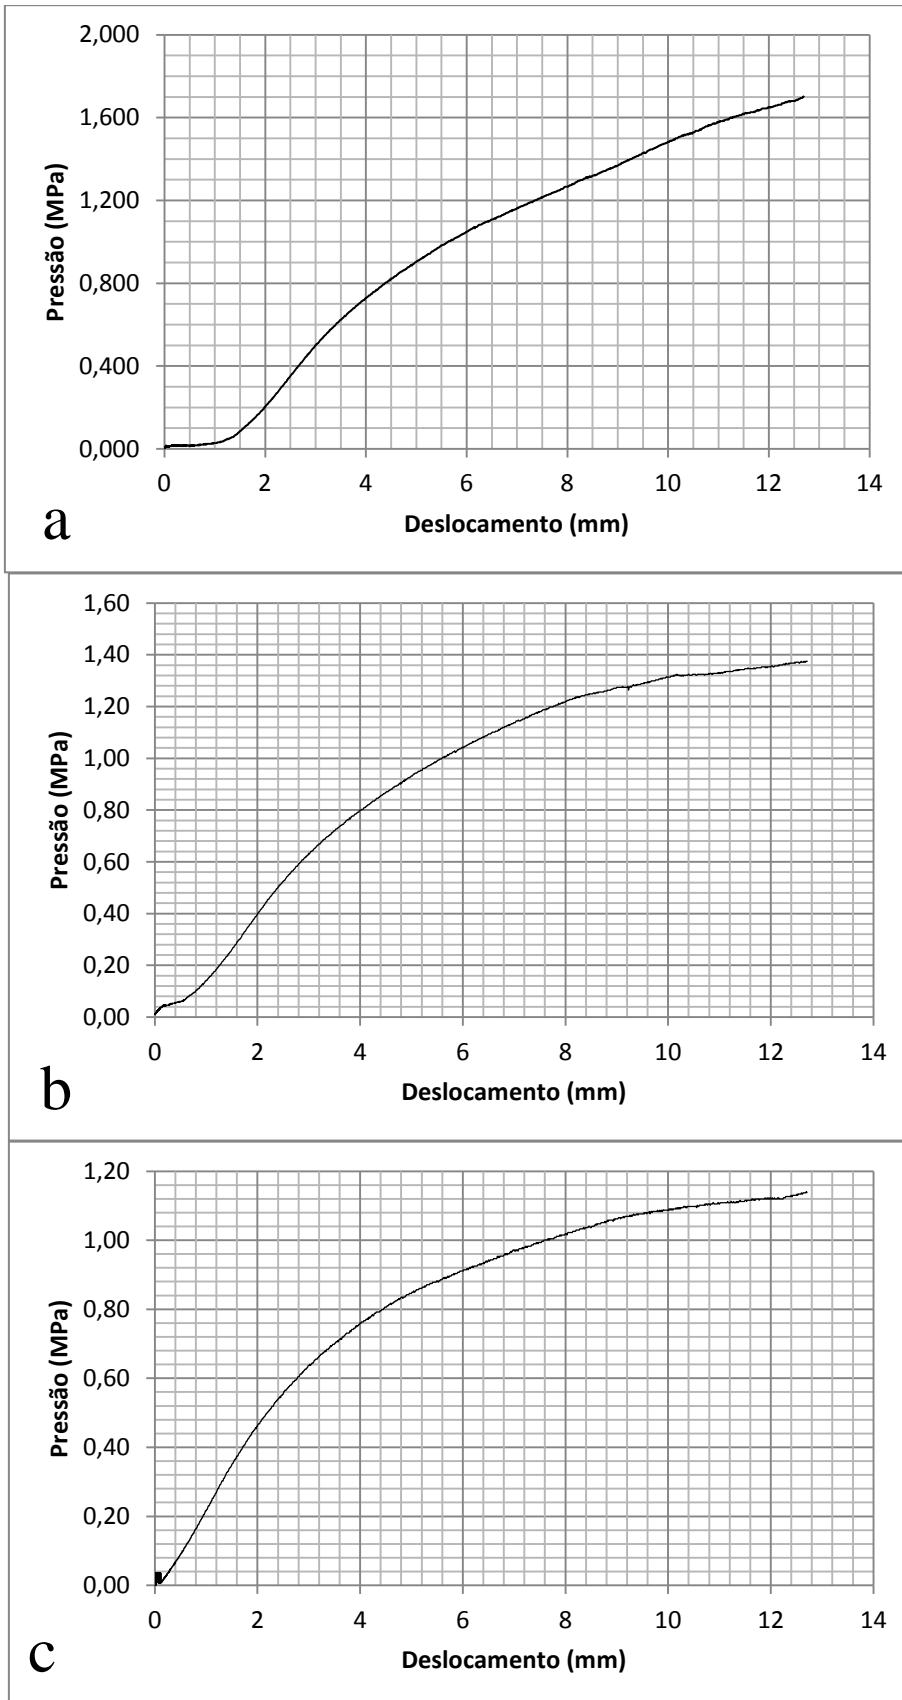 2,000
1,600
1,200
0,800
0,400
0,000
Pressão (MPa)
0 2 4 6 8 10 12 14
Deslocamento (mm)
a
1,60
1,40
1,20
1,00
0,80
0,60
0,40
0,20
0,00
Pressão (MPa)
0 2 4 6 8 10 12 14
Deslocamento (mm)
b
1,20
1,00
0,80
0,60
0,40
0,20
0,00
Pressão (MPa)
0 2 4 6 8 10 12 14
Deslocamento (mm)
c